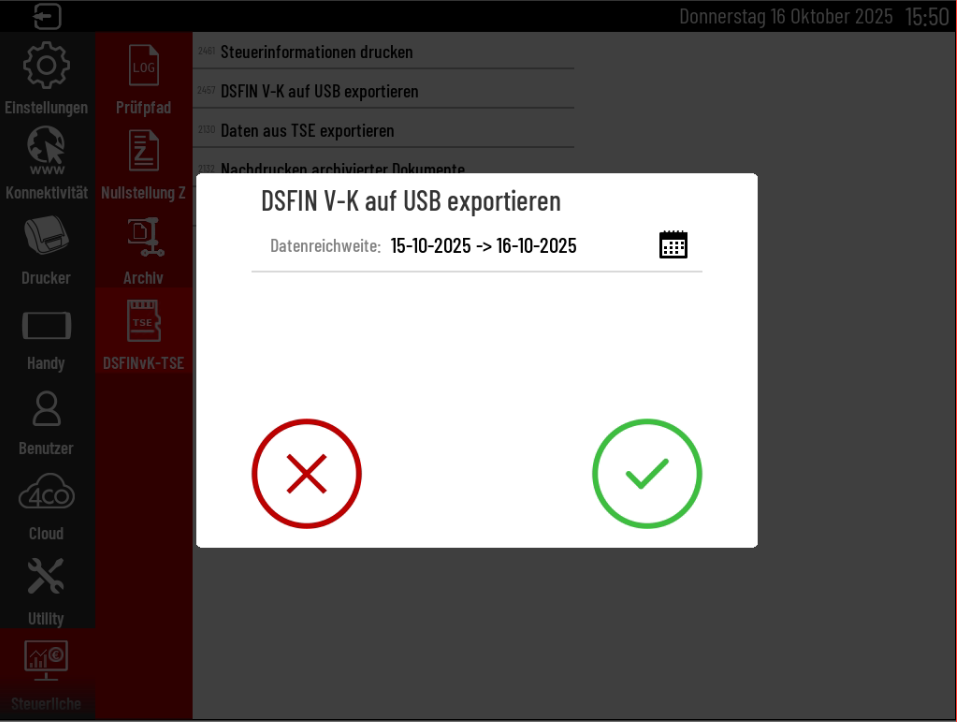 Donnerstag 16 Oktober 2025 15:50
Einstellungen
WWW
Konnektivität
Drucker
Handy
Benutzer
4CO
Cloud
Utility
Steuerliche
LOG
Prüfpfad
Z
Nullstellung Z
Archiv
TSE
DSFINvK-TSE
2461 Steuerinformationen drucken
2457 DSFIN V-K auf USB exportieren
2130 Daten aus TSE exportieren
2132 Nachdrucken archivierter Dokumente
DSFIN V-K auf USB exportieren
Datenreichweite: 15-10-2025 -> 16-10-2025